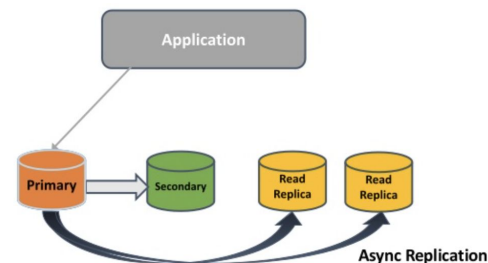 Application
Primary
Secondary
Read
Replica
Read
Replica
Async Replication